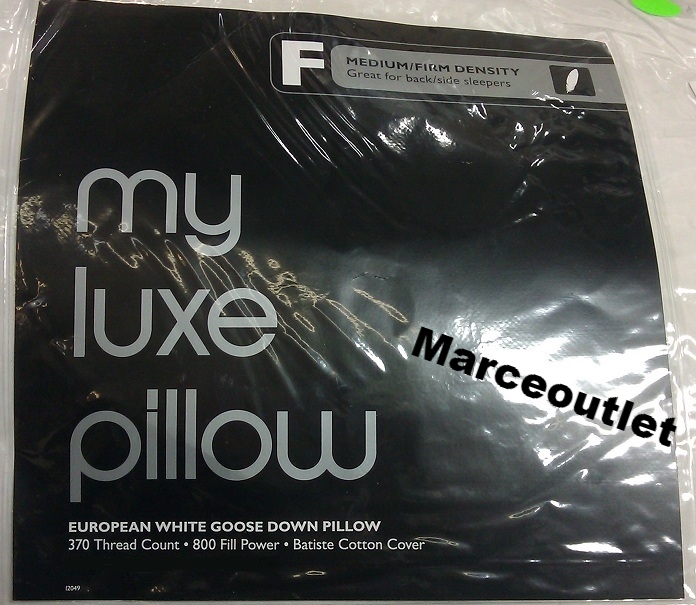 F
MEDIUM/FIRM DENSITY
Great for back/side sleepers
my
luxe
pillow
Marceoutlet
EUROPEAN WHITE GOOSE DOWN PILLOW
370 Thread Count • 800 Fill Power • Batiste Cotton Cover
12049